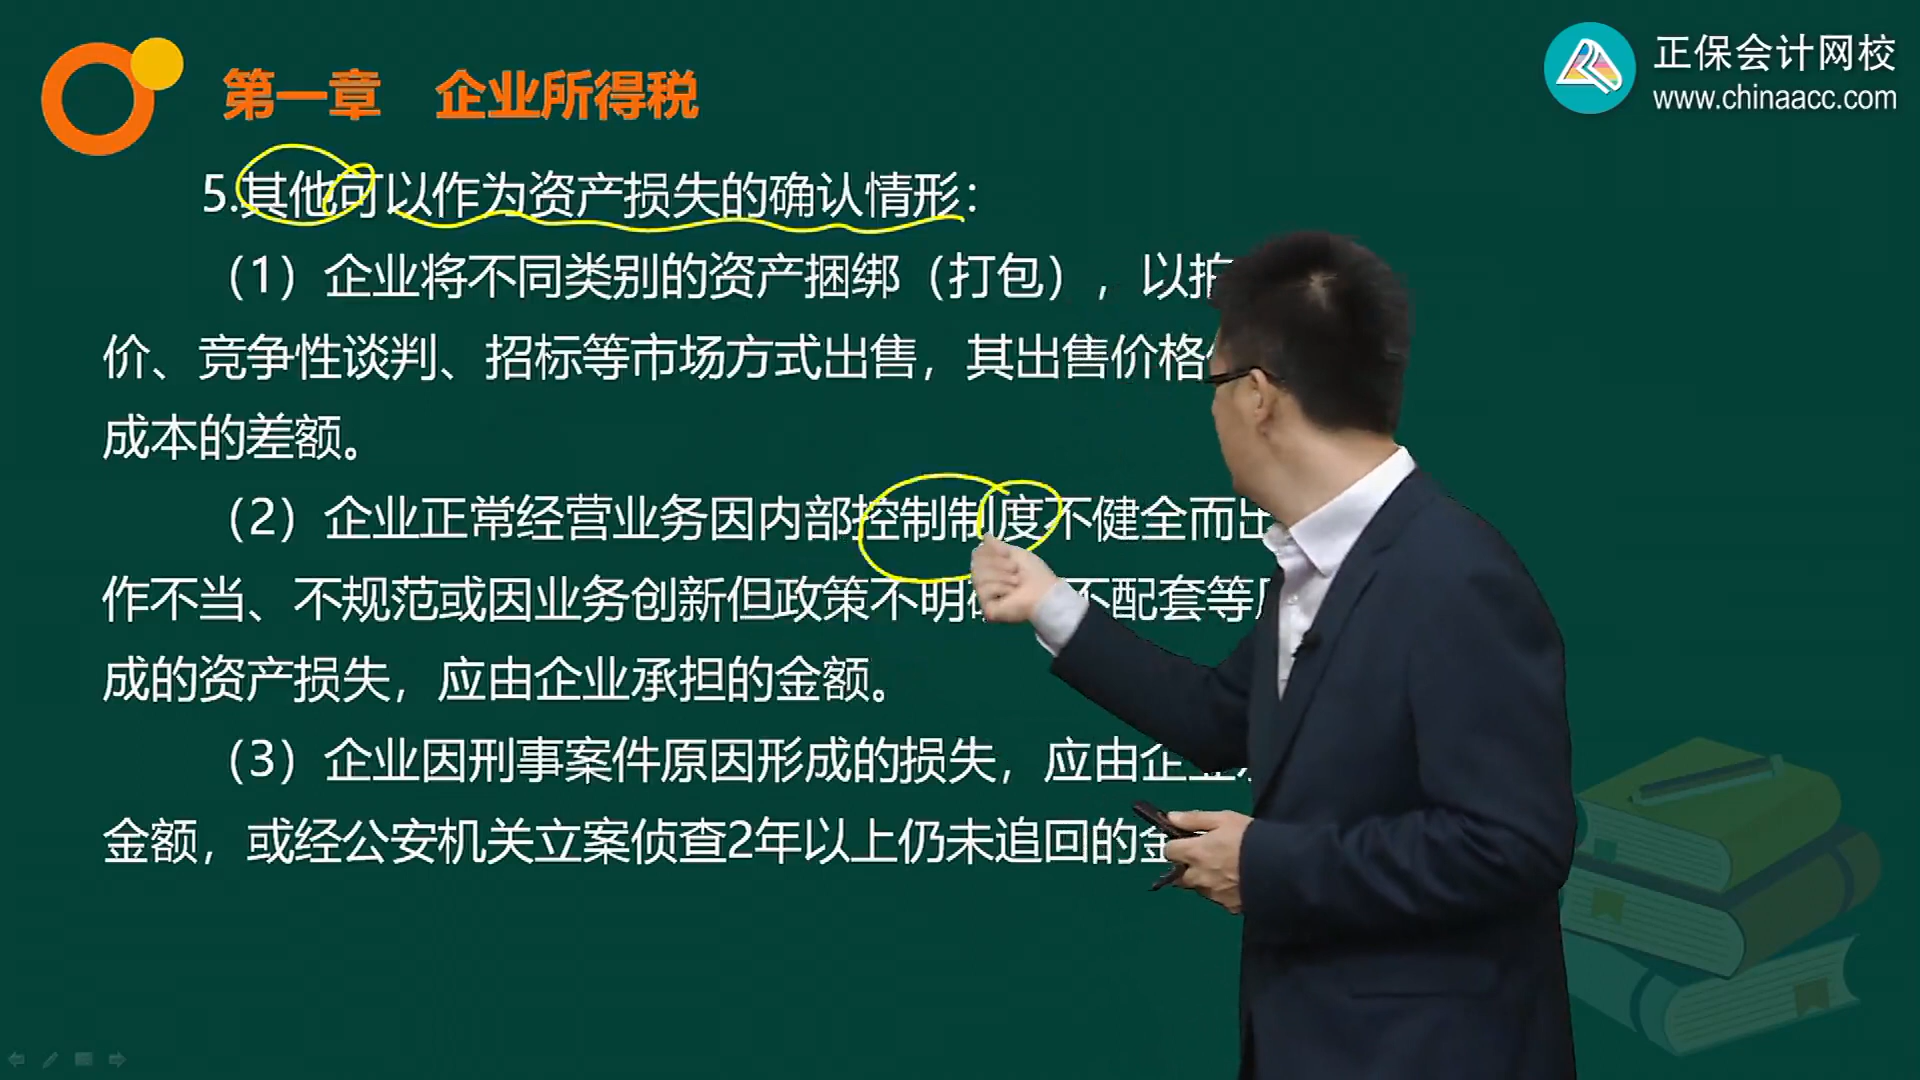 第一章 企业所得税
正保会计网校
www.chinaacc.com
5.其他可以作为资产损失的确认情形：
（1）企业将不同类别的资产捆绑（打包），以拍
价、竞争性谈判、招标等市场方式出售，其出售价格
成本的差额。
（2）企业正常经营业务因内部控制制度不健全而出
作不当、不规范或因业务创新但政策不明 不配套等
成的资产损失，应由企业承担的金额。
（3）企业因刑事案件原因形成的损失，应由企业
金额，或经公安机关立案侦查2年以上仍未追回的金